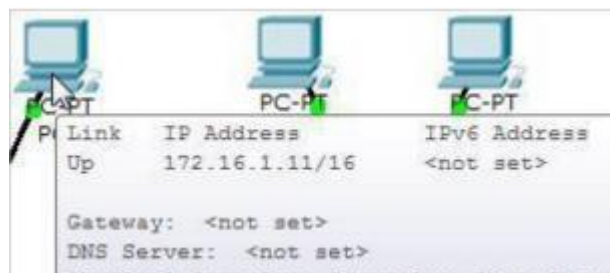 PC-PT PC-PT PC-PT
Link IP Address IPv6 Address
Up 172.16.1.11/16 <not set>
Gateway: <not set>
DNS Server: <not set>